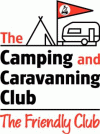 The
Camping and
Caravanning
Club
The Friendly Club